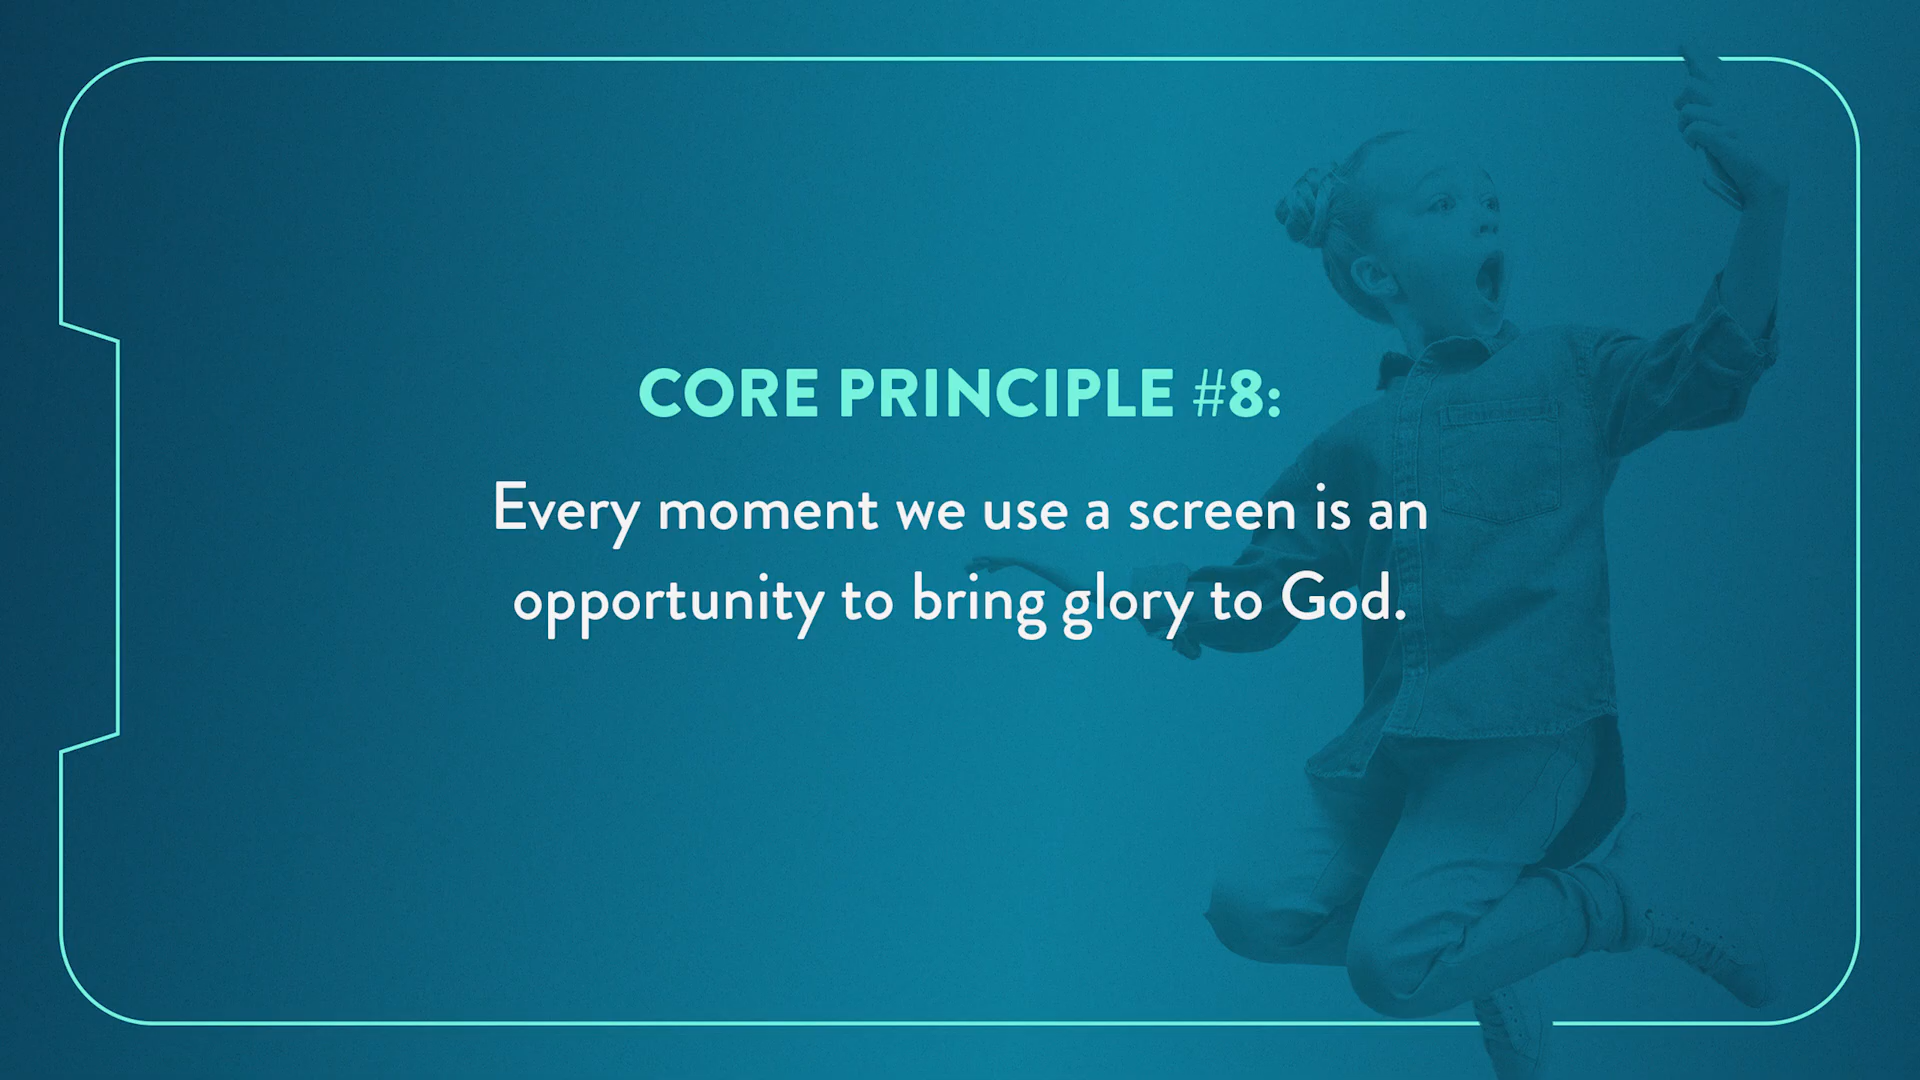 CORE PRINCIPLE #8:
Every moment we use a screen is an
opportunity to bring glory to God.